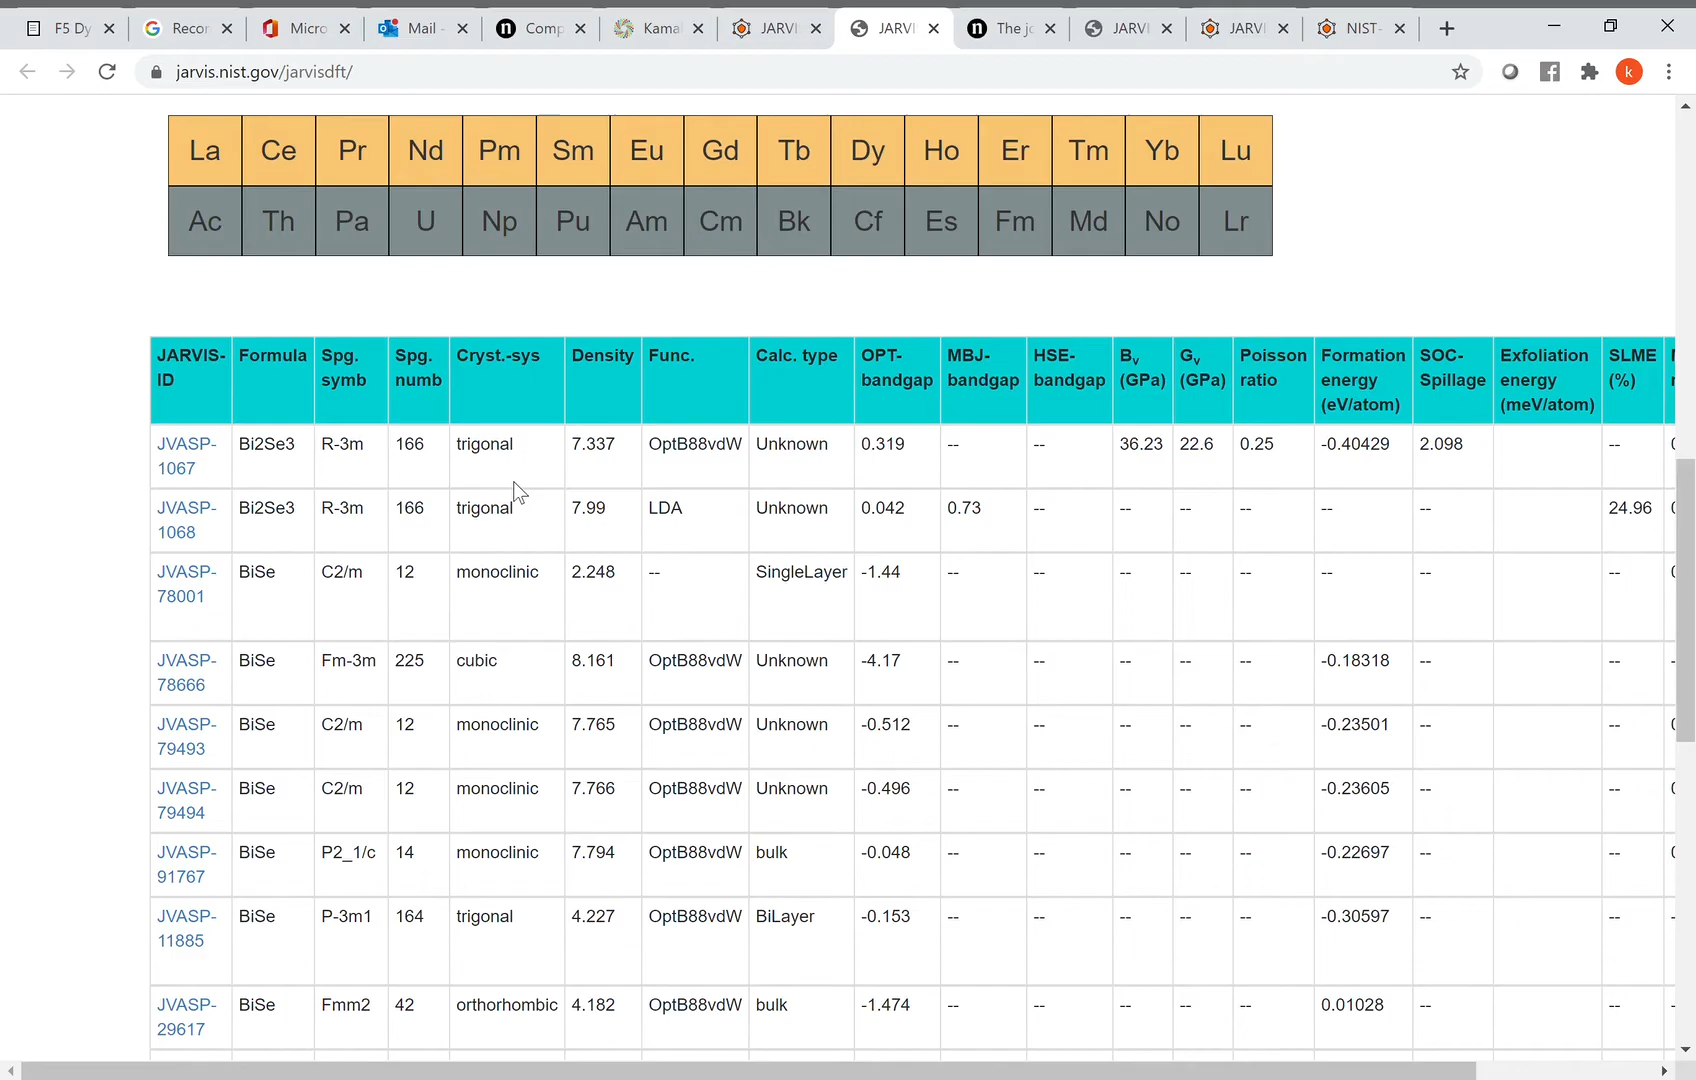 F5 Dy Recor Micro Mail - Comp Kamal JARVI JARVI The jo JARVI JARVI NIST-
jarvis.nist.gov/jarvisdft/ k
La Ce Pr Nd Pm Sm Eu Gd Tb Dy Ho Er Tm Yb Lu
Ac Th Pa U Np Pu Am Cm Bk Cf Es Fm Md No Lr
JARVIS- Formula Spg. Spg. Cryst.-sys Density Func. Calc. type OPT- MBJ- HSE- Bv Gv Poisson Formation SOC- Exfoliation SLME
ID symb numb bandgap bandgap bandgap (GPa) (GPa) ratio energy Spillage energy (%)
(eV/atom) (meV/atom)
JVASP- Bi2Se3 R-3m 166 trigonal 7.337 OptB88vdW Unknown 0.319 -- -- 36.23 22.6 0.25 -0.40429 2.098 --
1067
JVASP- Bi2Se3 R-3m 166 trigonal 7.99 LDA Unknown 0.042 0.73 -- -- -- -- -- -- 24.96
1068
JVASP- BiSe C2/m 12 monoclinic 2.248 -- SingleLayer -1.44 -- -- -- -- -- -- -- --
78001
JVASP- BiSe Fm-3m 225 cubic 8.161 OptB88vdW Unknown -4.17 -- -- -- -- -- -0.18318 -- --
78666
JVASP- BiSe C2/m 12 monoclinic 7.765 OptB88vdW Unknown -0.512 -- -- -- -- -- -0.23501 -- --
79493
JVASP- BiSe C2/m 12 monoclinic 7.766 OptB88vdW Unknown -0.496 -- -- -- -- -- -0.23605 -- --
79494
JVASP- BiSe P2_1/c 14 monoclinic 7.794 OptB88vdW bulk -0.048 -- -- -- -- -- -0.22697 -- --
91767
JVASP- BiSe P-3m1 164 trigonal 4.227 OptB88vdW BiLayer -0.153 -- -- -- -- -- -0.30597 -- --
11885
JVASP- BiSe Fmm2 42 orthorhombic 4.182 OptB88vdW bulk -1.474 -- -- -- -- -- 0.01028 -- --
29617